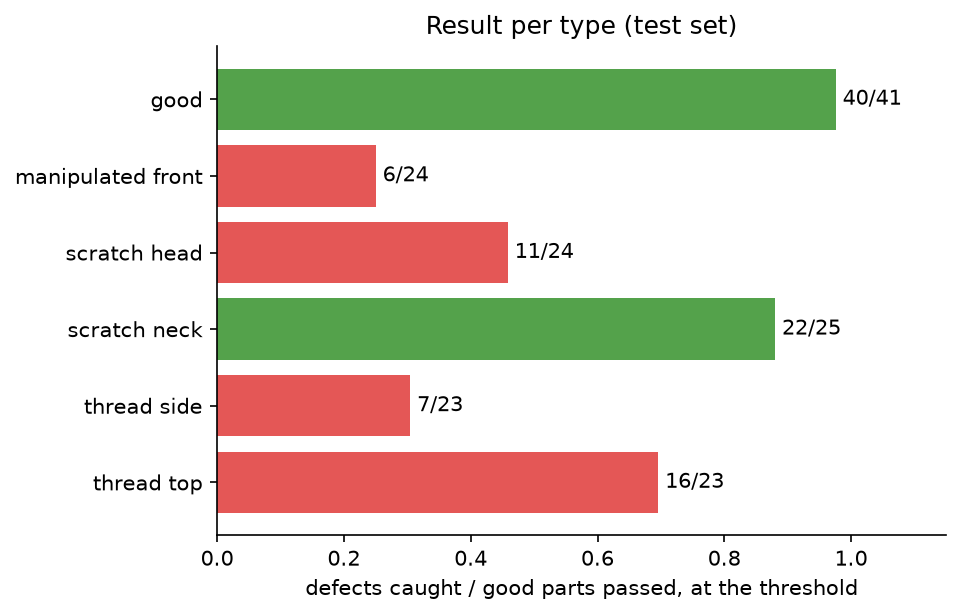 Result per type (test set)
good
40/41
manipulated front
6/24
scratch head
11/24
scratch neck
22/25
thread side
7/23
thread top
16/23
0.0 0.2 0.4 0.6 0.8 1.0
defects caught / good parts passed, at the threshold